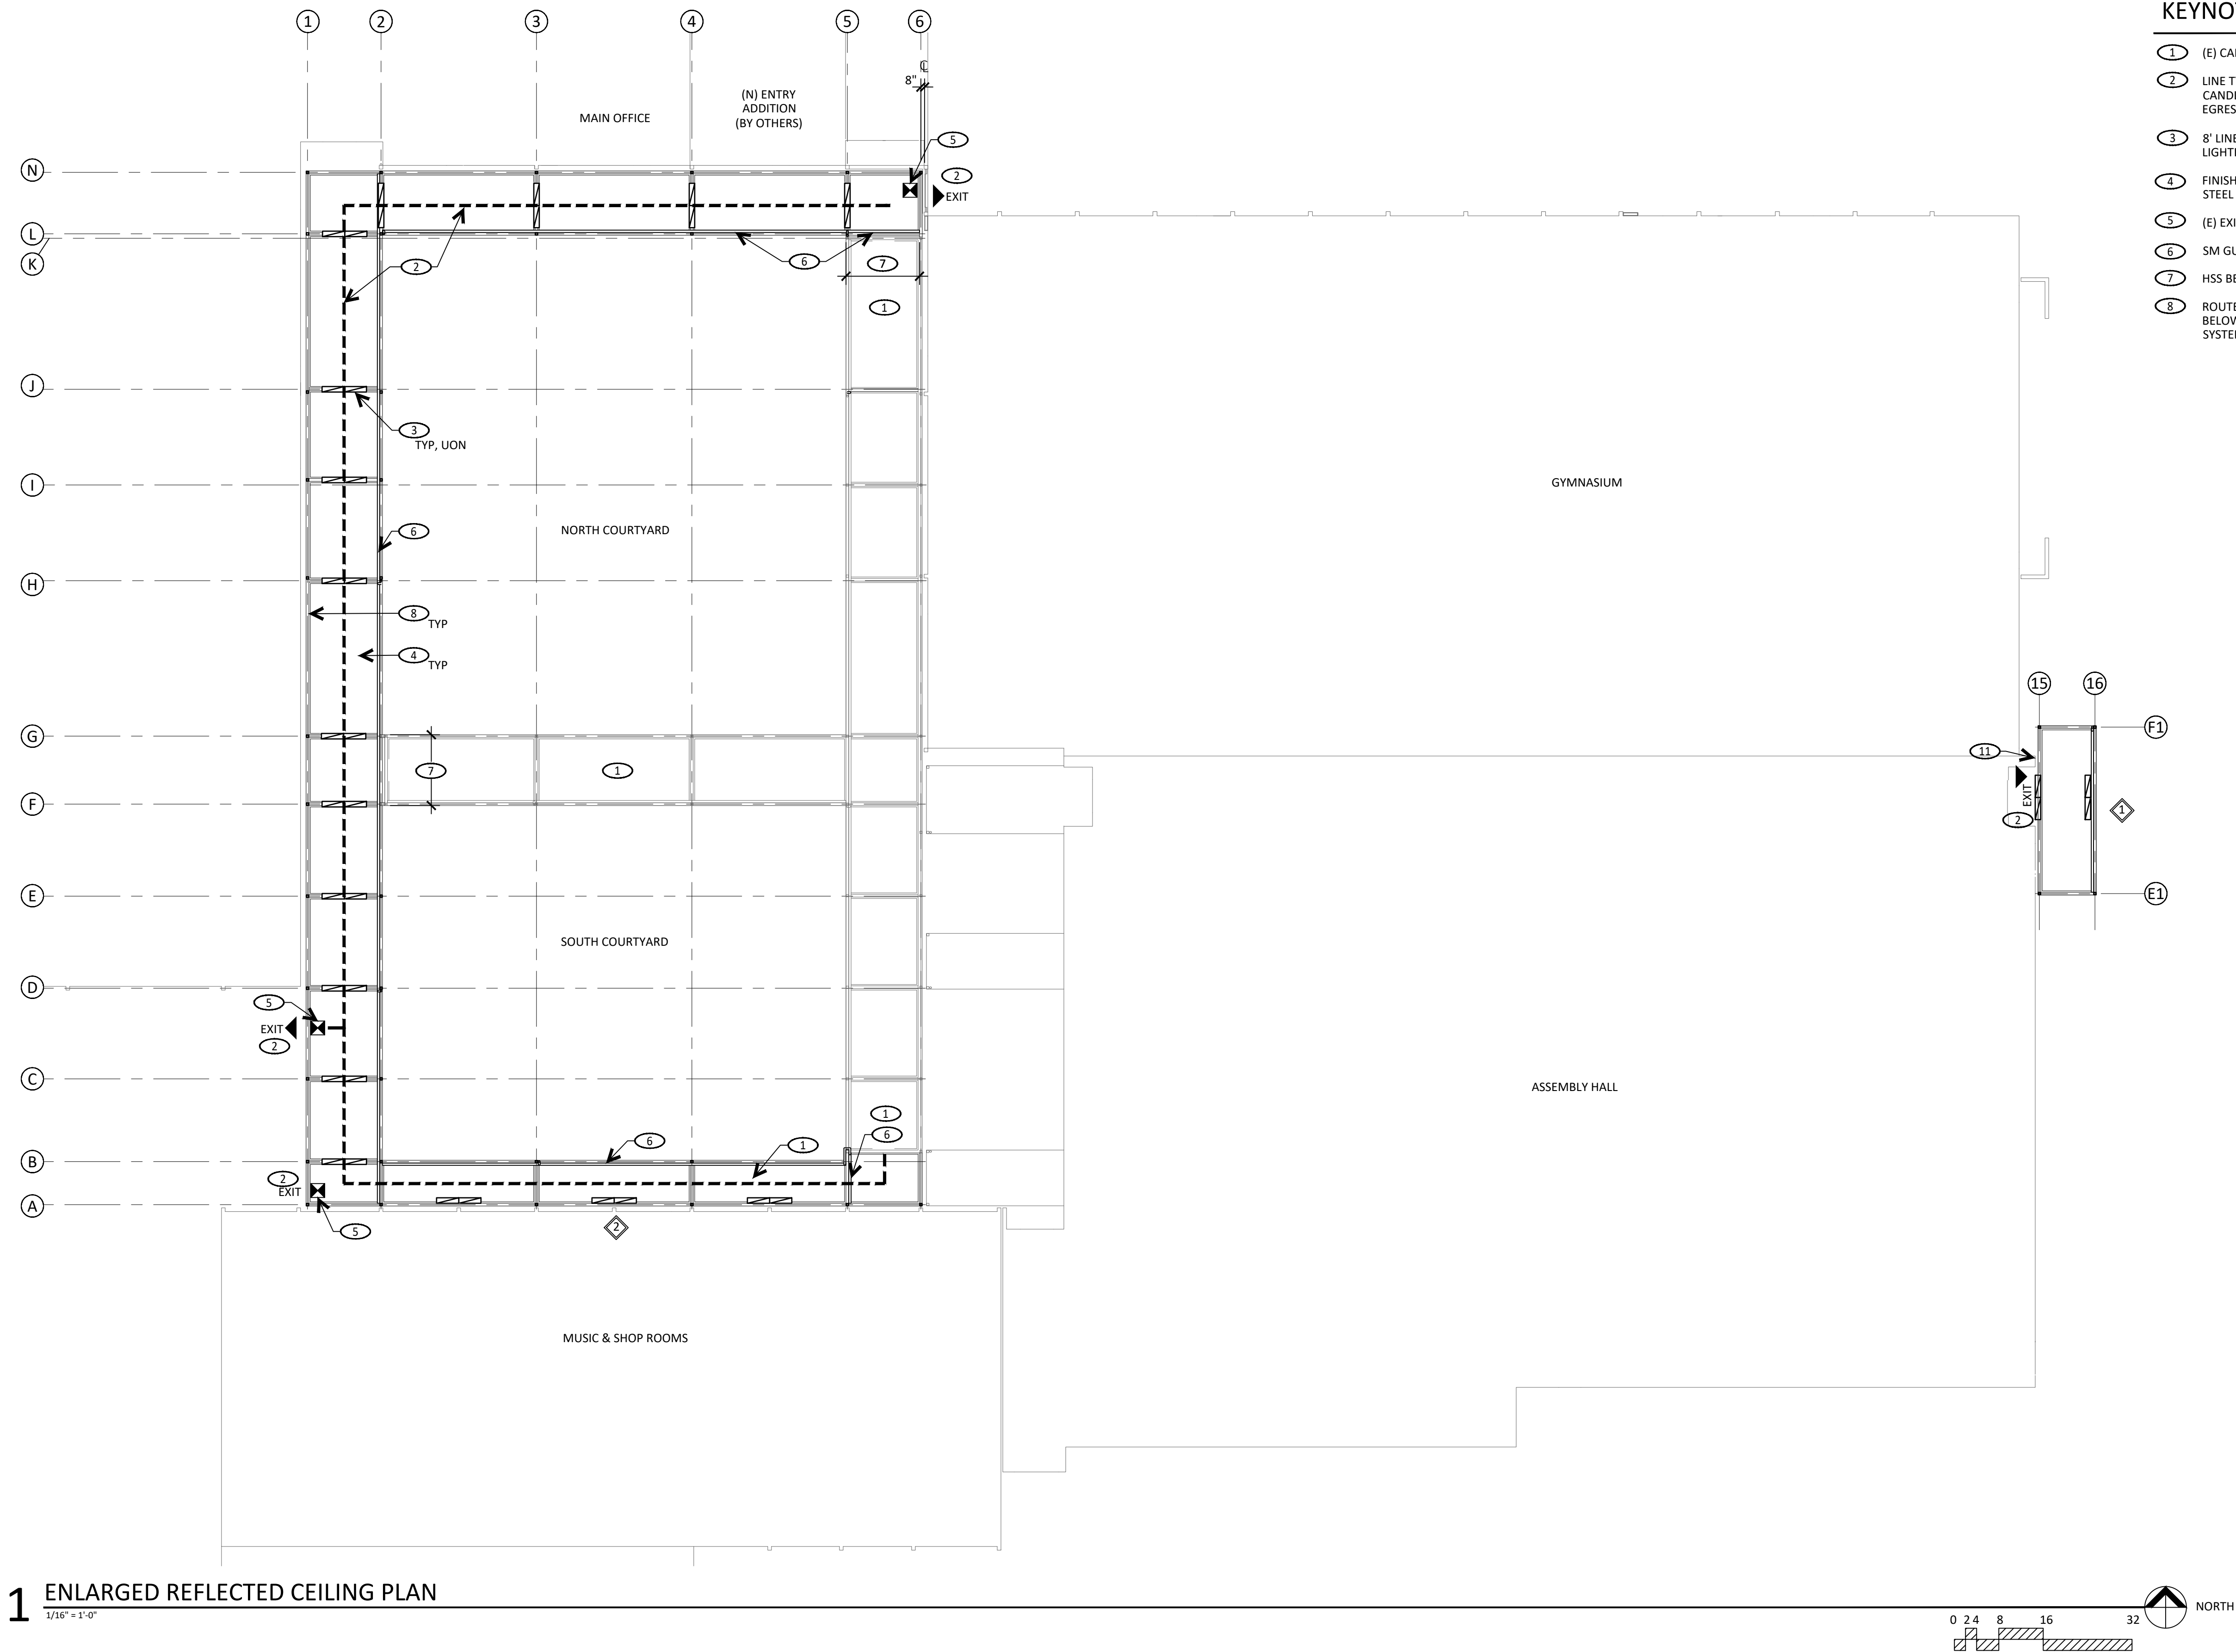 1 2 3 4 5 6
KEYNO
1 (E) CA
2 LINE T
CAND
EGRES
3 8' LINE
LIGHT
4 FINISH
STEEL
5 (E) EXI
6 SM GU
7 HSS BE
8 ROUTE
BELOW
SYSTE
8"
MAIN OFFICE
(N) ENTRY
ADDITION
(BY OTHERS)
5
N
2
EXIT
L
K
2
6
7
1
J
3
TYP, UON
I
GYMNASIUM
NORTH COURTYARD
6
H
8
TYP
4
TYP
15 16
G
F1
7
1
11
F
EXIT
2
1
E
E1
SOUTH COURTYARD
D
5
EXIT
2
C
ASSEMBLY HALL
1
6
6
1
B
2
EXIT
A
5
2
MUSIC & SHOP ROOMS
1 ENLARGED REFLECTED CEILING PLAN
1/16" = 1'-0"
NORTH
0 2 4 8 16 32